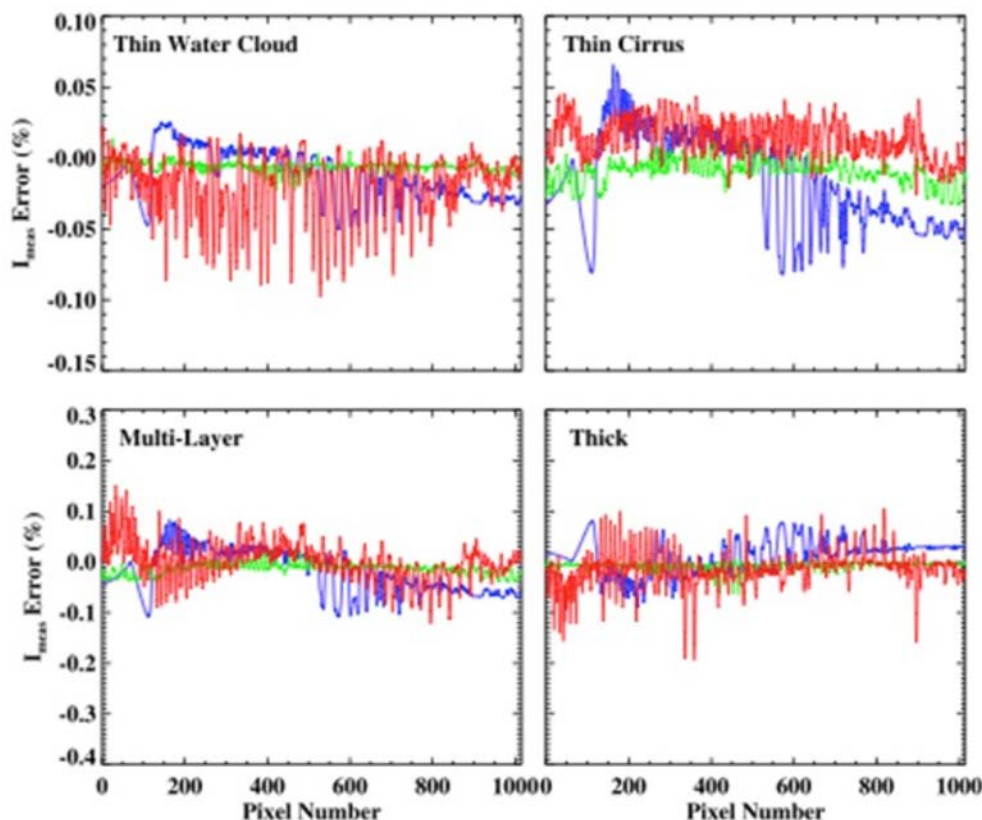 0.10
Thin Water Cloud
Thin Cirrus
0.05
-0.00
-0.05
-0.10
-0.15
I_meas Error (%)
0.3
Multi-Layer
Thick
0.2
0.1
0.0
-0.1
-0.2
-0.3
-0.4
I_meas Error (%)
0 200 400 600 800 10000 200 400 600 800 1000
Pixel Number Pixel Number